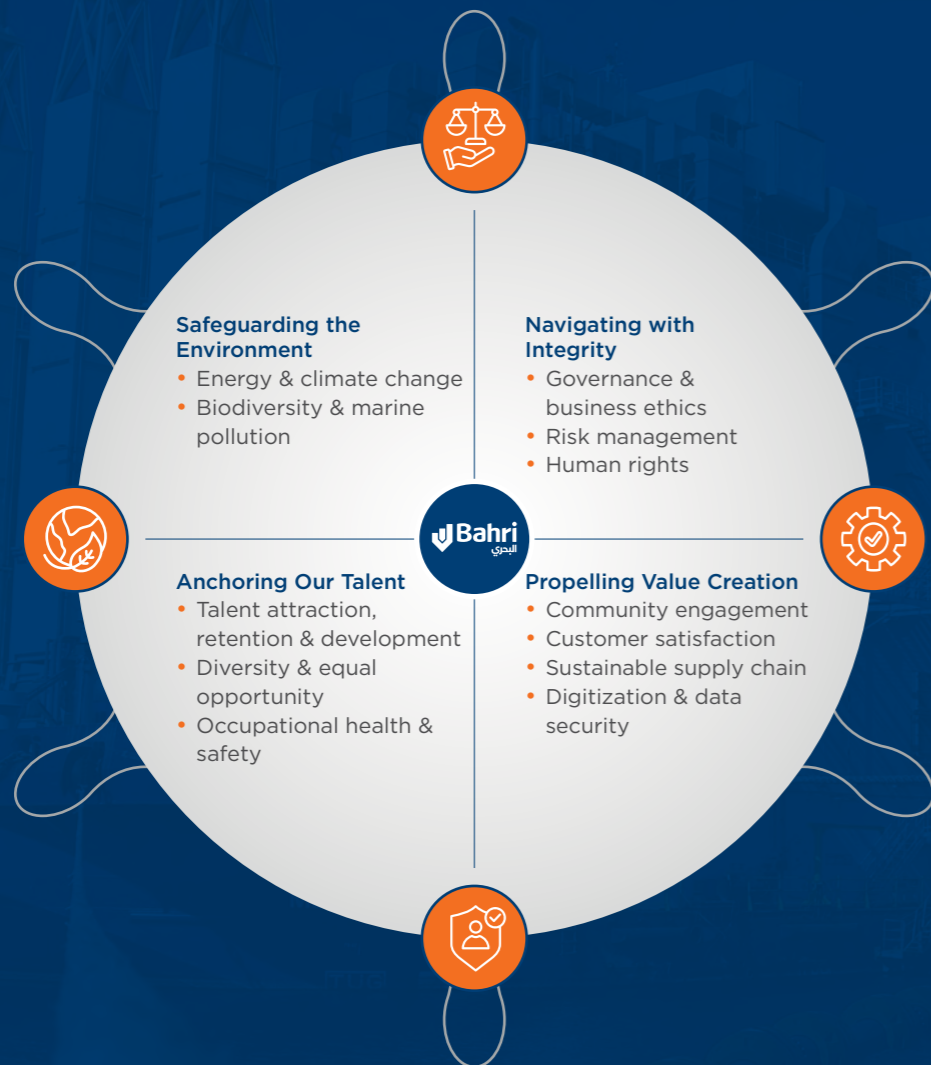 Safeguarding the
Environment
• Energy & climate change
• Biodiversity & marine
pollution
Navigating with
Integrity
• Governance &
business ethics
• Risk management
• Human rights
Bahri
البحري
Anchoring Our Talent
• Talent attraction,
retention & development
• Diversity & equal
opportunity
• Occupational health &
safety
Propelling Value Creation
• Community engagement
• Customer satisfaction
• Sustainable supply chain
• Digitization & data
security